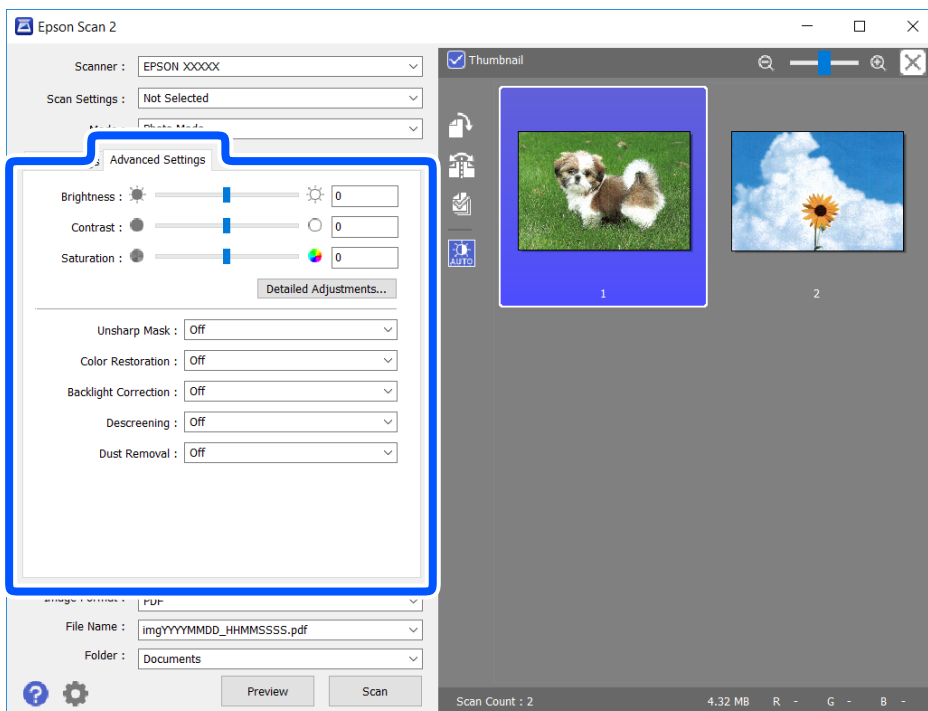 Epson Scan 2
Scanner : EPSON XXXXX
Scan Settings : Not Selected
Advanced Settings
Brightness : 0
Contrast : 0
Saturation : 0
Detailed Adjustments...
Unsharp Mask : Off
Color Restoration : Off
Backlight Correction : Off
Descreening : Off
Dust Removal : Off
PDF
File Name : imgYYYYMMDD_HHMMSSSS.pdf
Folder : Documents
Preview Scan
Thumbnail
AUTO
1 2
Scan Count : 2 4.32 MB R - G - B -